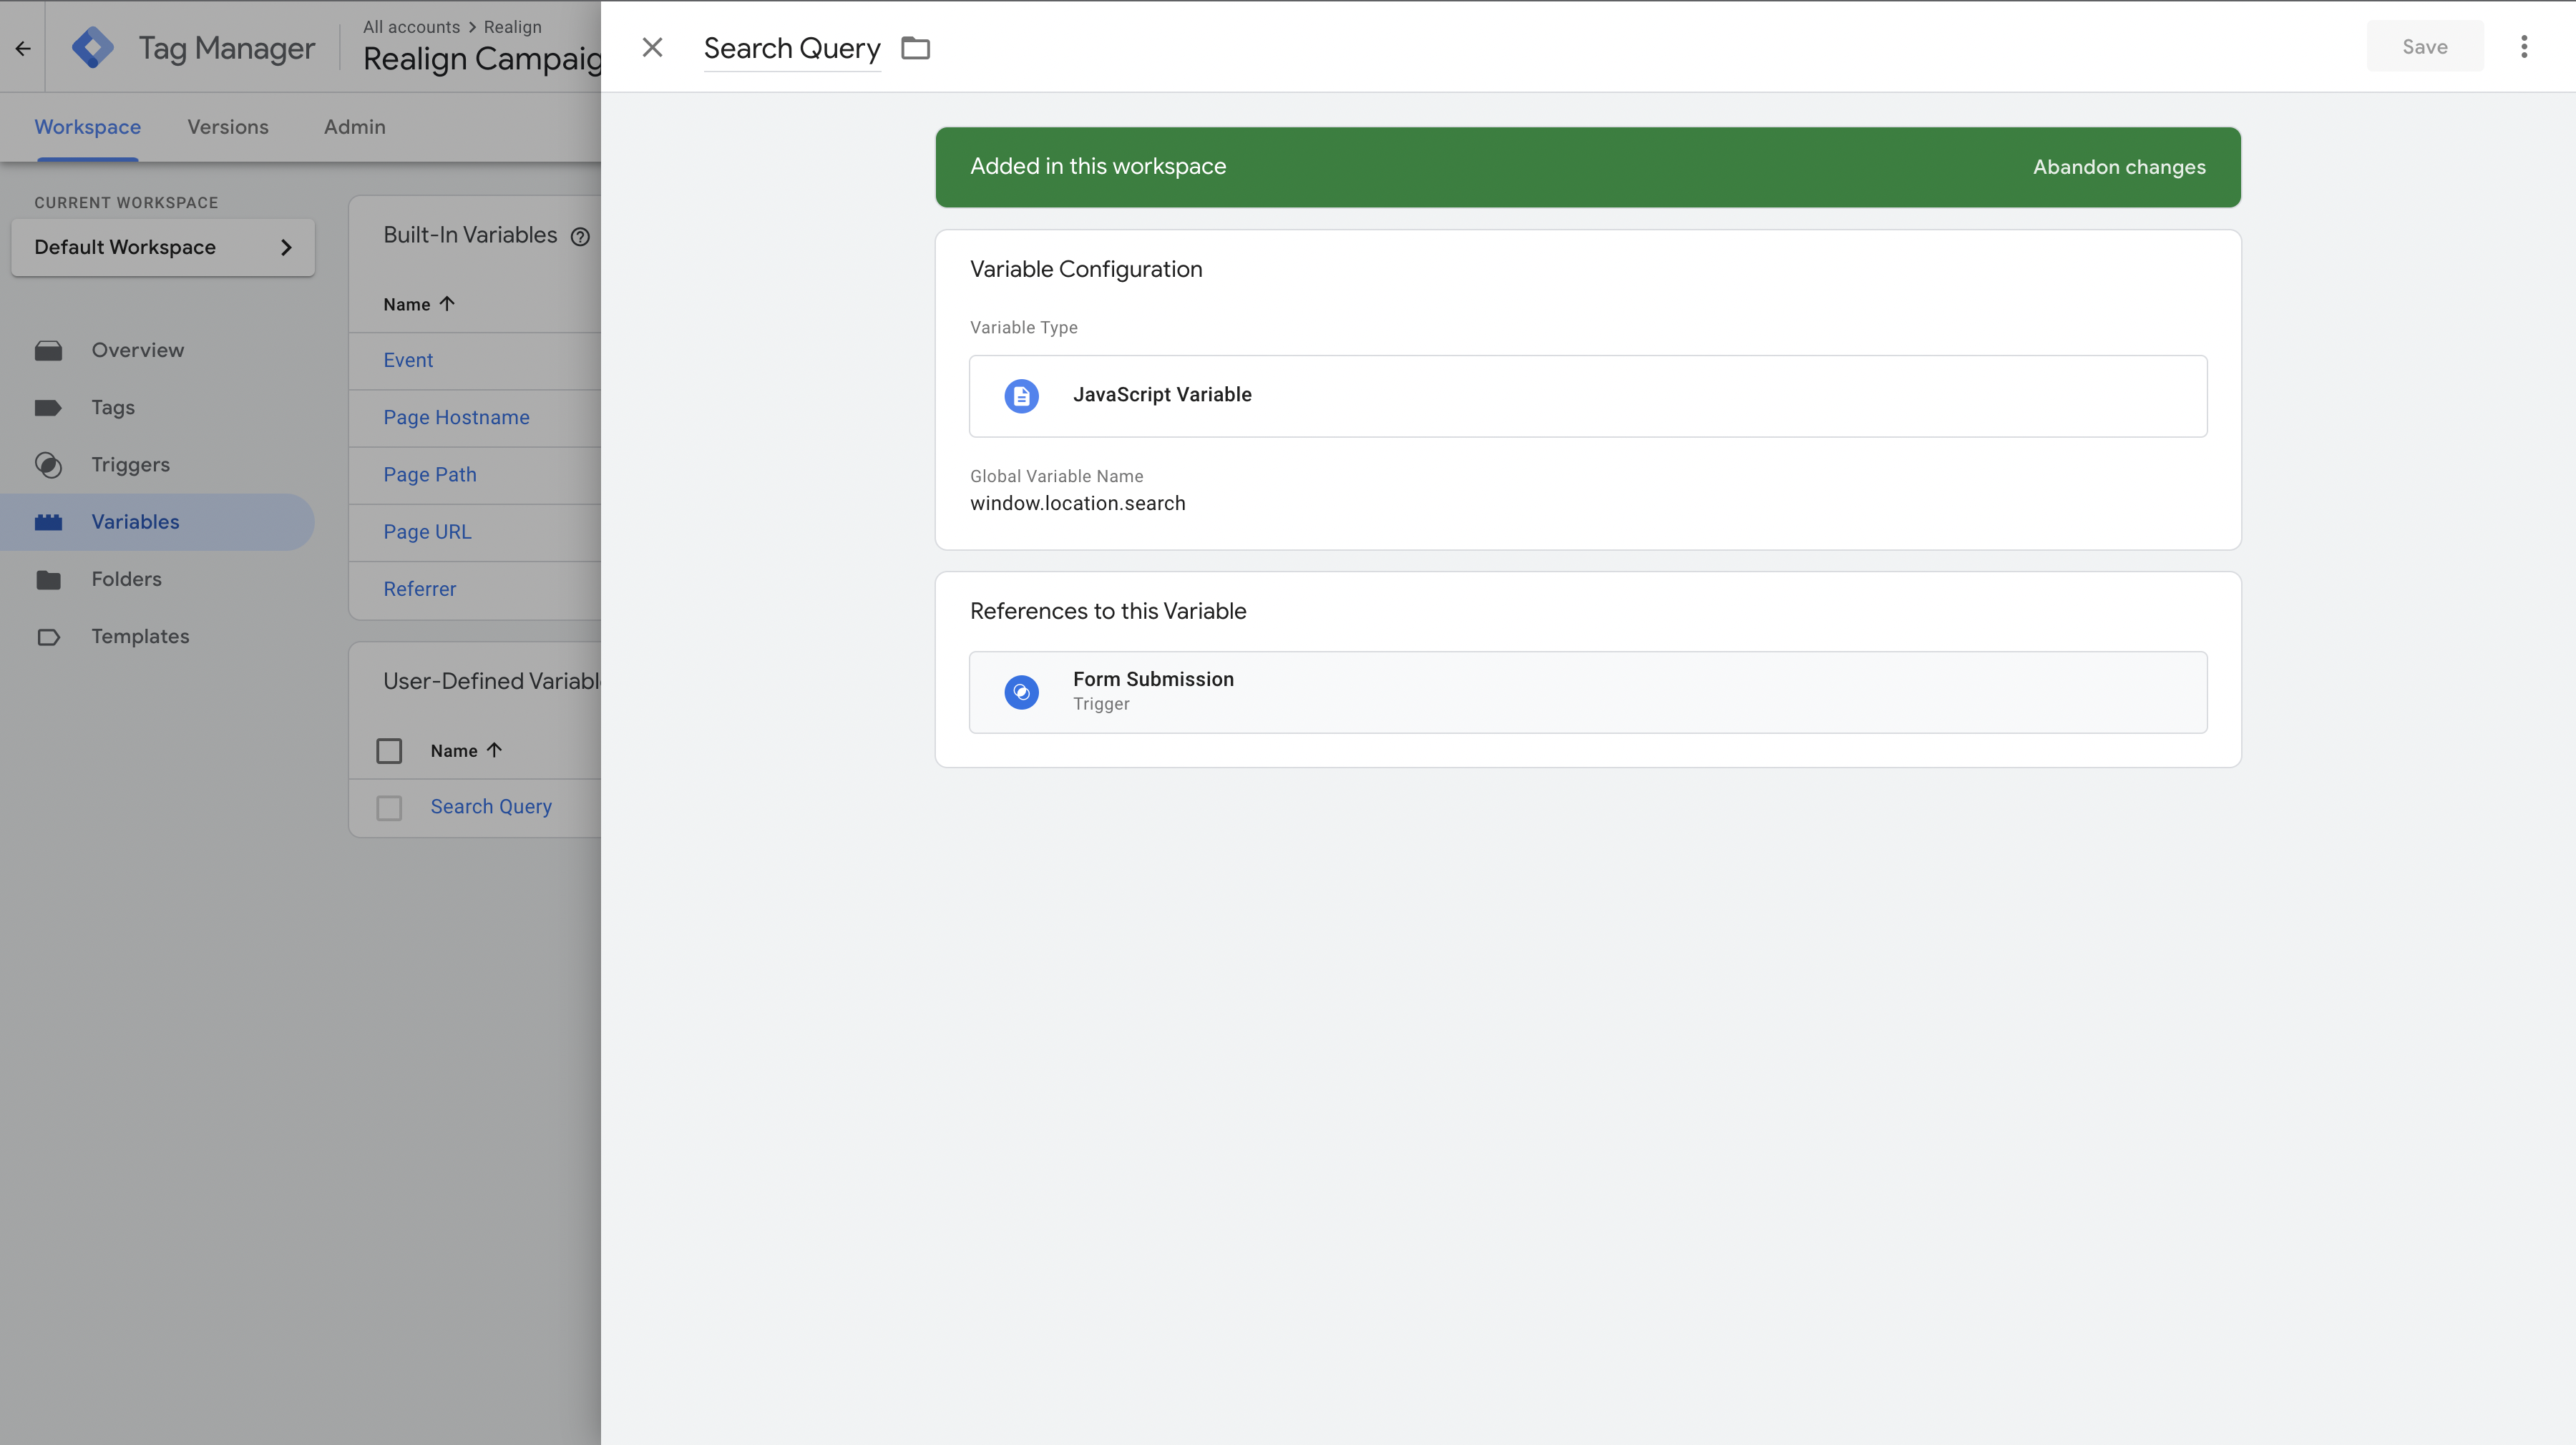 Tag Manager
All accounts > Realign
Realign Campaig
Search Query
Save
Workspace
Versions
Admin
CURRENT WORKSPACE
Default Workspace
Overview
Tags
Triggers
Variables
Folders
Templates
Built-In Variables
Name
Event
Page Hostname
Page Path
Page URL
Referrer
User-Defined Variabl
Name
Search Query
Added in this workspace
Abandon changes
Variable Configuration
Variable Type
JavaScript Variable
Global Variable Name
window.location.search
References to this Variable
Form Submission
Trigger